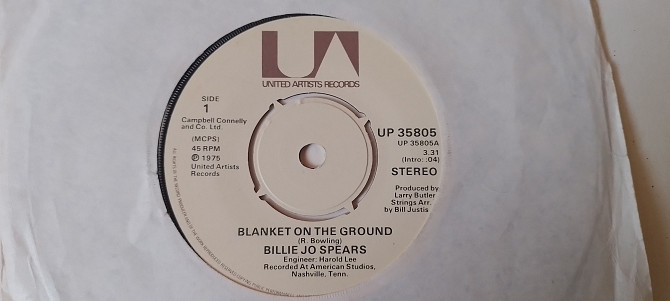 UA
UNITED ARTISTS RECORDS
SIDE
1
Campbell Connelly
and Co. Ltd.
(MCPS)
45 RPM
℗ 1975
United Artists
Records
UP 35805
UP 35805A
3.31
(Intro: :04)
STEREO
Produced by
Larry Butler
Strings Arr.
by Bill Justis
BLANKET ON THE GROUND
(R. Bowling)
BILLIE JO SPEARS
Engineer: Harold Lee
Recorded At American Studios,
Nashville, Tenn.